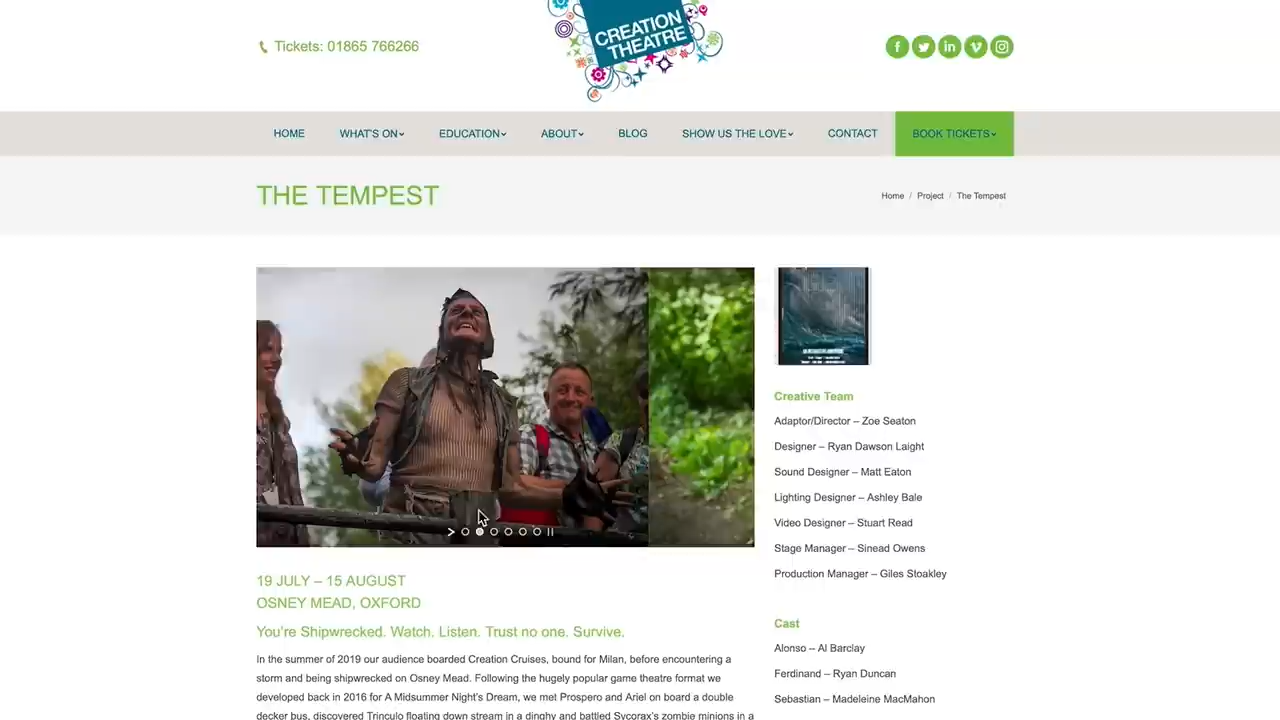 Tickets: 01865 766266
CREATION
THEATRE
HOME
WHAT'S ON
EDUCATION
ABOUT
BLOG
SHOW US THE LOVE
CONTACT
BOOK TICKETS
THE TEMPEST
Home / Project / The Tempest
19 JULY – 15 AUGUST
OSNEY MEAD, OXFORD
You're Shipwrecked. Watch. Listen. Trust no one. Survive.
In the summer of 2019 our audience boarded Creation Cruises, bound for Milan, before encountering a
storm and being shipwrecked on Osney Mead. Following the hugely popular game theatre format we
developed back in 2016 for A Midsummer Night's Dream, we met Prospero and Ariel on board a double
decker bus, discovered Trinculo floating down stream in a dinghy and battled Sycorax's zombie minions in a
Creative Team
Adaptor/Director – Zoe Seaton
Designer – Ryan Dawson Laight
Sound Designer – Matt Eaton
Lighting Designer – Ashley Bale
Video Designer – Stuart Read
Stage Manager – Sinead Owens
Production Manager – Giles Stoakley
Cast
Alonso – Al Barclay
Ferdinand – Ryan Duncan
Sebastian – Madeleine MacMahon